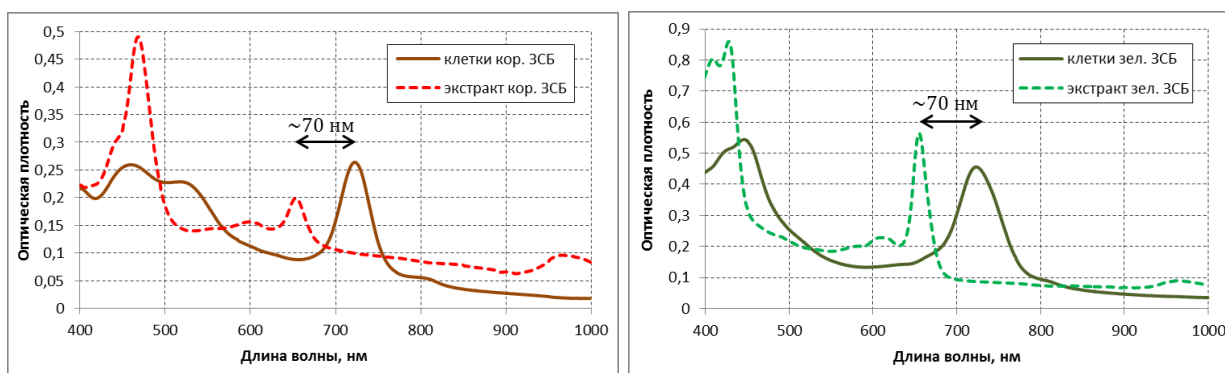 0,5
0,45
0,4
0,35
0,3
0,25
0,2
0,15
0,1
0,05
0
Оптическая плотность
клетки кор. ЗСБ
экстракт кор. ЗСБ
~70 нм
400 500 600 700 800 900 1000
Длина волны, нм
0,9
0,8
0,7
0,6
0,5
0,4
0,3
0,2
0,1
0
Оптическая плотность
клетки зел. ЗСБ
экстракт зел. ЗСБ
~70 нм
400 500 600 700 800 900 1000
Длина волны, нм